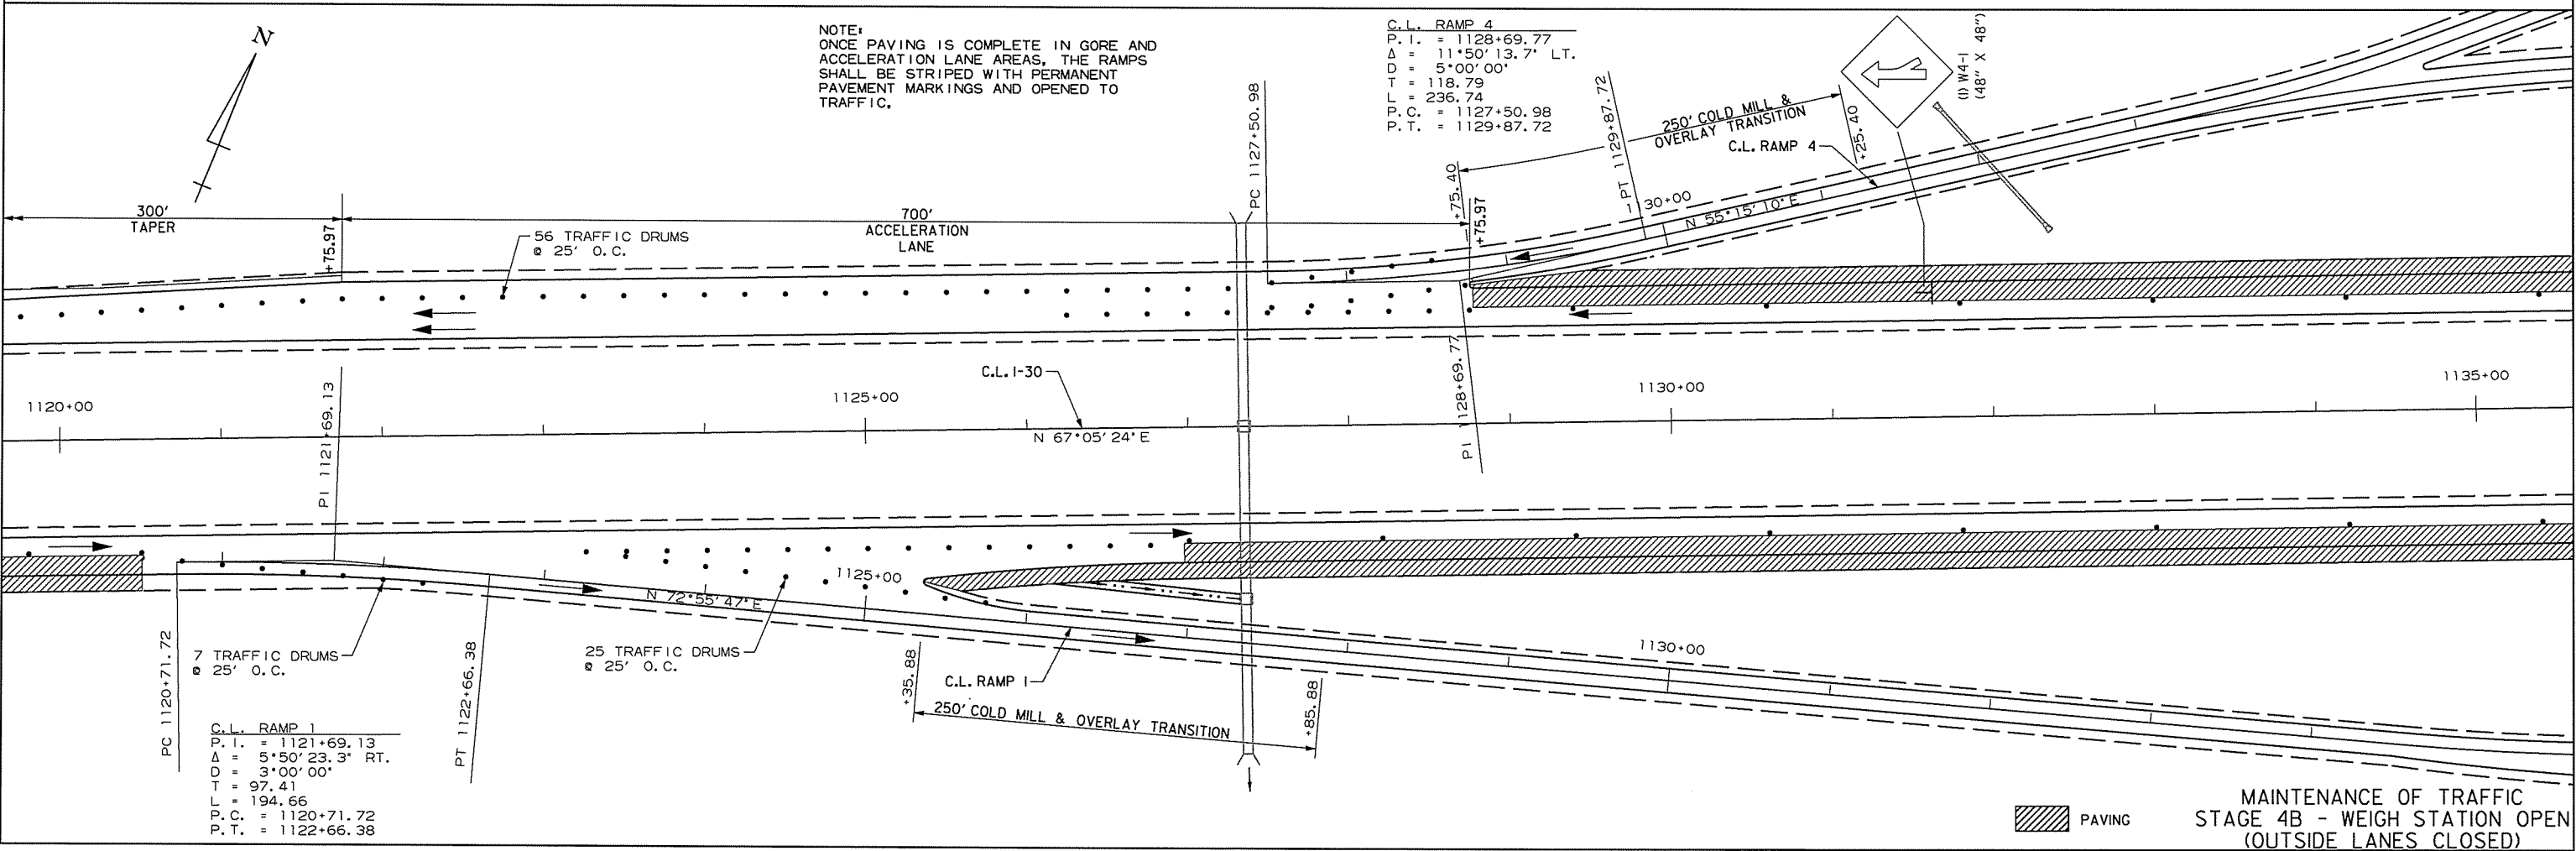 N
NOTE:
ONCE PAVING IS COMPLETE IN GORE AND
ACCELERATION LANE AREAS, THE RAMPS
SHALL BE STRIPED WITH PERMANENT
PAVEMENT MARKINGS AND OPENED TO
TRAFFIC.
C.L. RAMP 4
P.I. = 1128+69.77
Δ = 11°50'13.7" LT.
D = 5°00'00"
T = 118.79
L = 236.74
P.C. = 1127+50.98
P.T. = 1129+87.72
(1) W4-1
(48" X 48")
250' COLD MILL &
OVERLAY TRANSITION
C.L. RAMP 4
+25.40
PT 1129+87.72
PC 1127+50.98
+75.40
+75.97
1130+00
N 55°15'10" E
300'
TAPER
+75.97
700'
ACCELERATION
LANE
56 TRAFFIC DRUMS
@ 25' O.C.
C.L. I-30
1120+00
1125+00
1130+00
1135+00
PI 1121+69.13
N 67°05'24" E
PI 1128+69.77
PC 1120+71.72
7 TRAFFIC DRUMS
@ 25' O.C.
PT 1122+66.38
N 72°55'47" E
25 TRAFFIC DRUMS
@ 25' O.C.
1125+00
+35.88
C.L. RAMP 1
250' COLD MILL & OVERLAY TRANSITION
+85.88
1130+00
C.L. RAMP 1
P.I. = 1121+69.13
Δ = 5°50'23.3" RT.
D = 3°00'00"
T = 97.41
L = 194.66
P.C. = 1120+71.72
P.T. = 1122+66.38
PAVING
MAINTENANCE OF TRAFFIC
STAGE 4B - WEIGH STATION OPEN
(OUTSIDE LANES CLOSED)